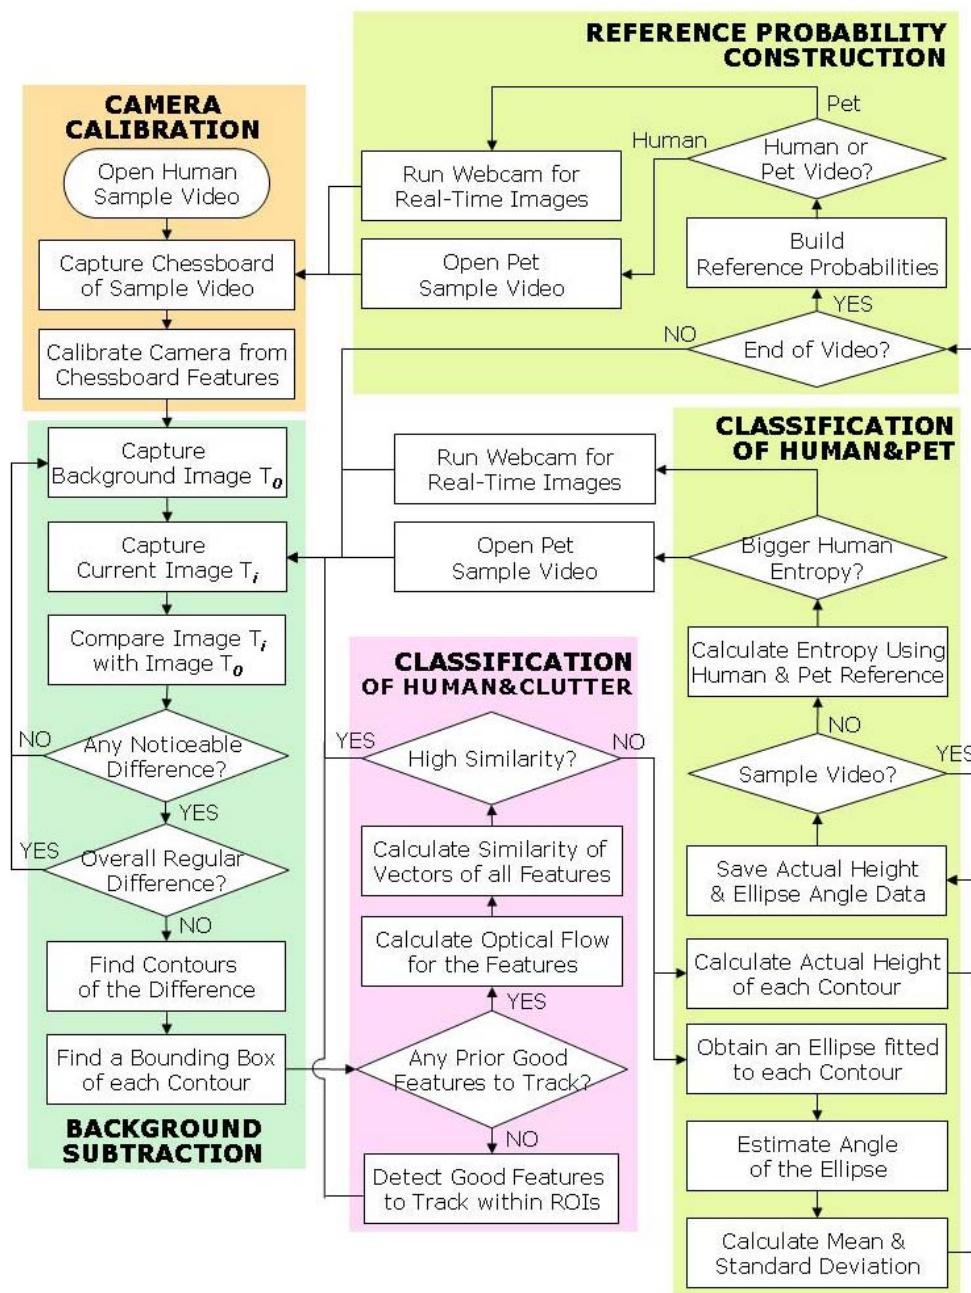 REFERENCE PROBABILITY
CONSTRUCTION
Pet
Human
Human or
Pet Video?
Run Webcam for
Real-Time Images
Build
Reference Probabilities
Open Pet
Sample Video
YES
NO
End of Video?
CAMERA
CALIBRATION
Open Human
Sample Video
Capture Chessboard
of Sample Video
Calibrate Camera from
Chessboard Features
Capture
Background Image To
Capture
Current Image Ti
Compare Image Ti
with Image To
NO
Any Noticeable
Difference?
YES
YES
Overall Regular
Difference?
NO
Find Contours
of the Difference
Find a Bounding Box
of each Contour
BACKGROUND
SUBTRACTION
Run Webcam for
Real-Time Images
Open Pet
Sample Video
CLASSIFICATION
OF HUMAN&CLUTTER
YES
High Similarity?
NO
Calculate Similarity of
Vectors of all Features
Calculate Optical Flow
for the Features
YES
Any Prior Good
Features to Track?
NO
Detect Good Features
to Track within ROIs
CLASSIFICATION
OF HUMAN&PET
Bigger Human
Entropy?
Calculate Entropy Using
Human & Pet Reference
NO
YES
Sample Video?
Save Actual Height
& Ellipse Angle Data
Calculate Actual Height
of each Contour
Obtain an Ellipse fitted
to each Contour
Estimate Angle
of the Ellipse
Calculate Mean &
Standard Deviation